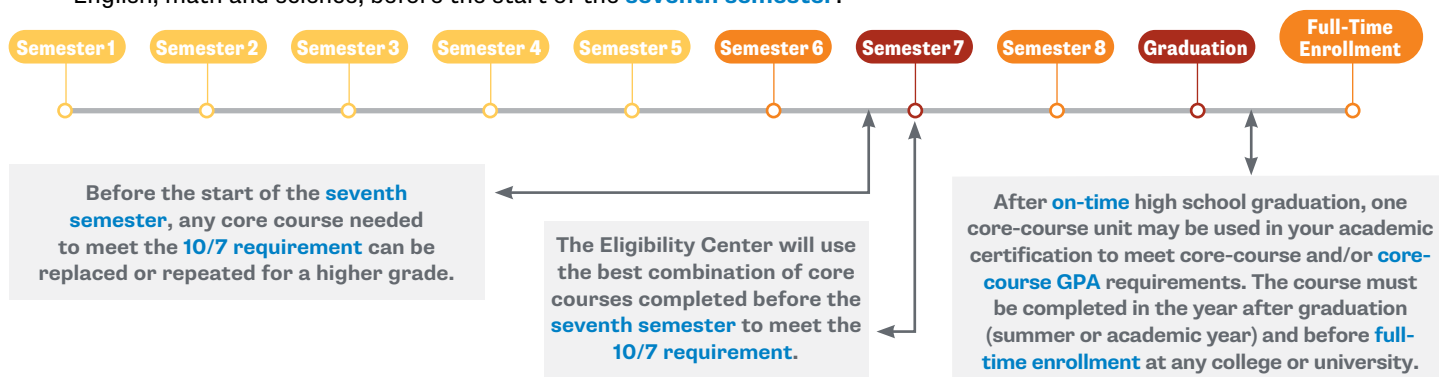 English, math and science, before the start of the seventh semester.
Semester 1
Semester 2
Semester 3
Semester 4
Semester 5
Semester 6
Semester 7
Semester 8
Graduation
Full-Time
Enrollment
Before the start of the seventh
semester, any core course needed
to meet the 10/7 requirement can be
replaced or repeated for a higher grade.
The Eligibility Center will use
the best combination of core
courses completed before the
seventh semester to meet the
10/7 requirement.
After on-time high school graduation, one
core-course unit may be used in your academic
certification to meet core-course and/or core-
course GPA requirements. The course must
be completed in the year after graduation
(summer or academic year) and before full-
time enrollment at any college or university.